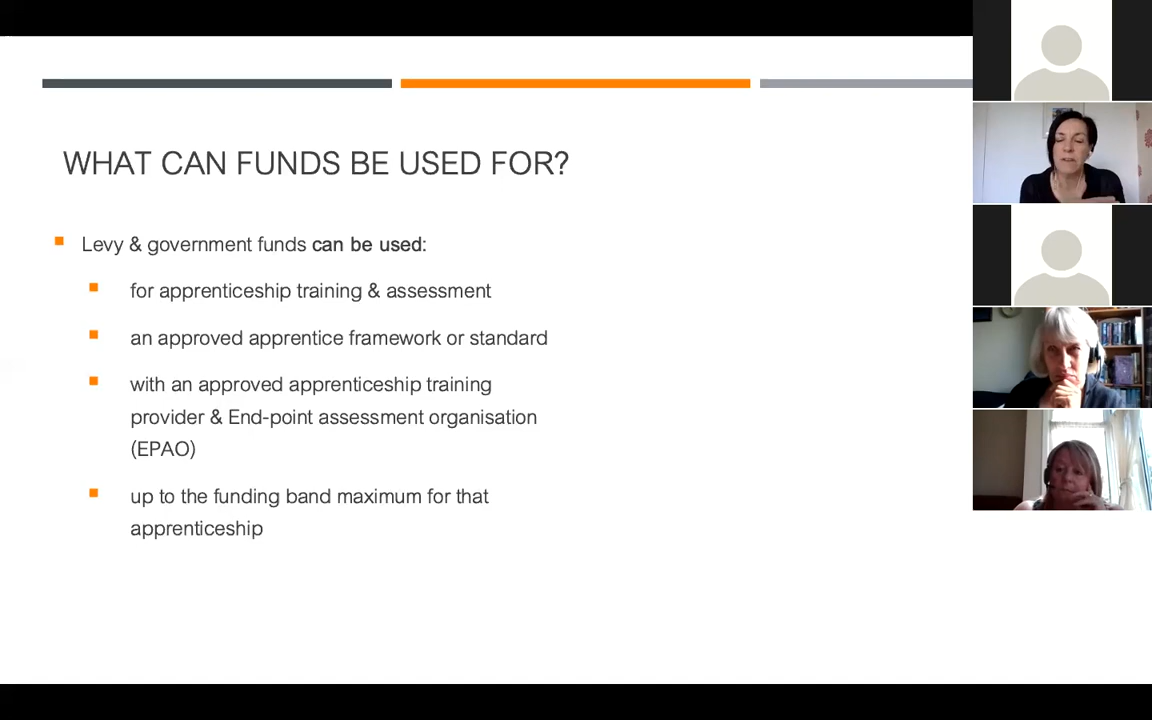 WHAT CAN FUNDS BE USED FOR?
Levy & government funds can be used:
for apprenticeship training & assessment
an approved apprentice framework or standard
with an approved apprenticeship training
provider & End-point assessment organisation
(EPAO)
up to the funding band maximum for that
apprenticeship